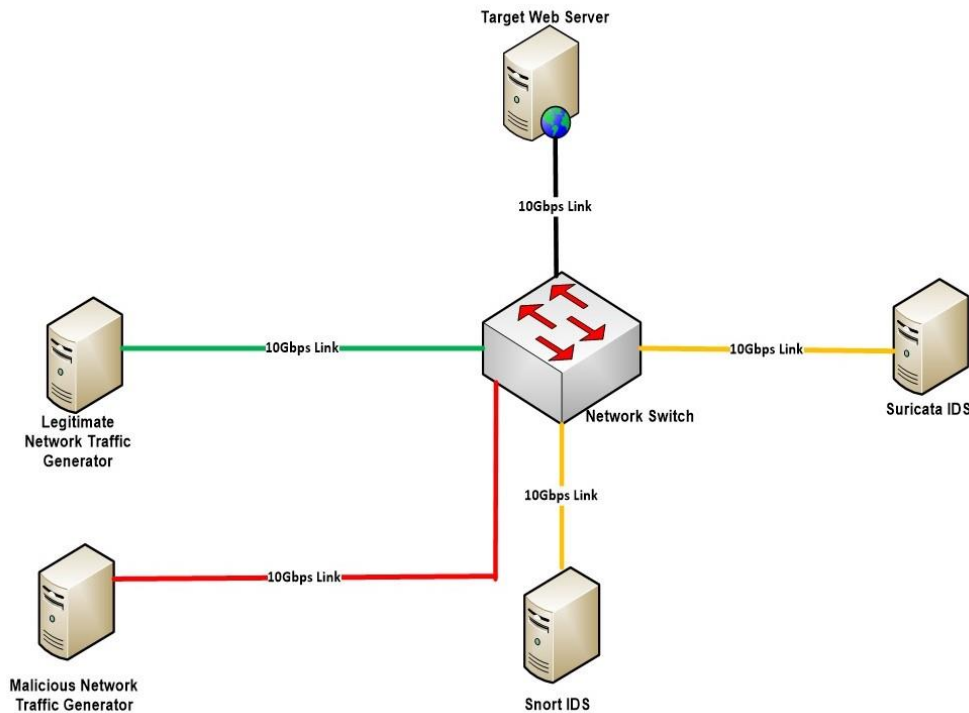 Target Web Server
10Gbps Link
10Gbps Link
10Gbps Link
Legitimate
Network Traffic
Generator
Network Switch
Suricata IDS
10Gbps Link
10Gbps Link
Malicious Network
Traffic Generator
Snort IDS